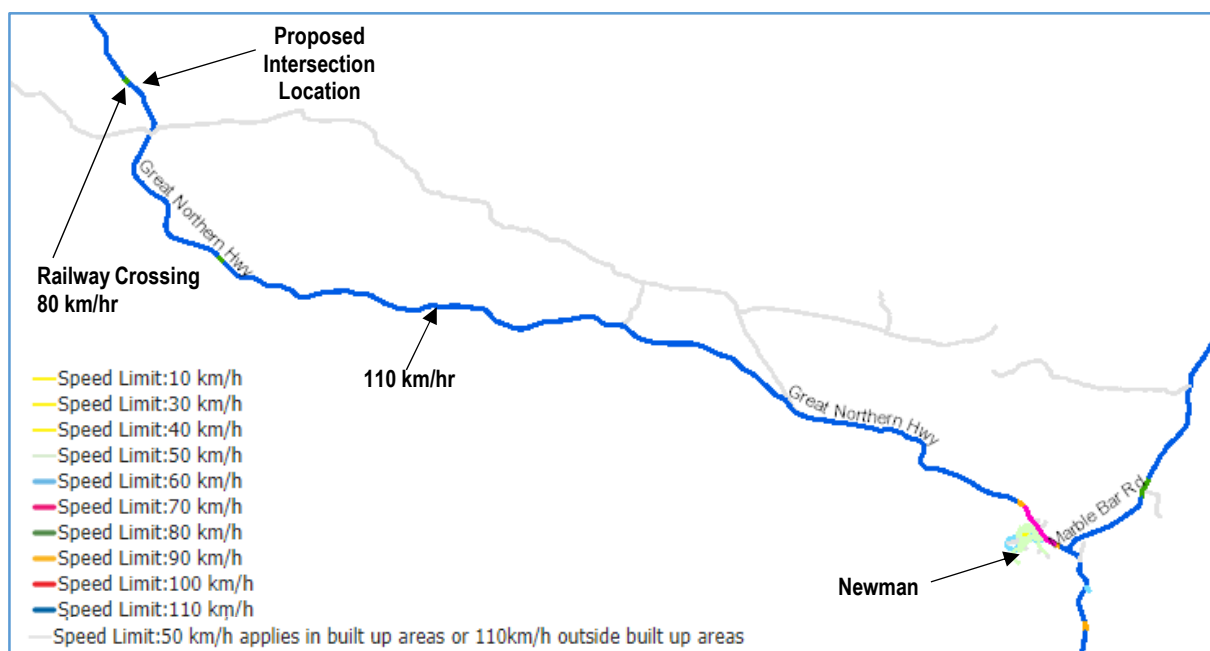 Proposed
Intersection
Location
Great Northern Hwy
Railway Crossing
80 km/hr
110 km/hr
Great Northern Hwy
Marble Bar Rd
Newman
Speed Limit:10 km/h
Speed Limit:30 km/h
Speed Limit:40 km/h
Speed Limit:50 km/h
Speed Limit:60 km/h
Speed Limit:70 km/h
Speed Limit:80 km/h
Speed Limit:90 km/h
Speed Limit:100 km/h
Speed Limit:110 km/h
Speed Limit:50 km/h applies in built up areas or 110km/h outside built up areas